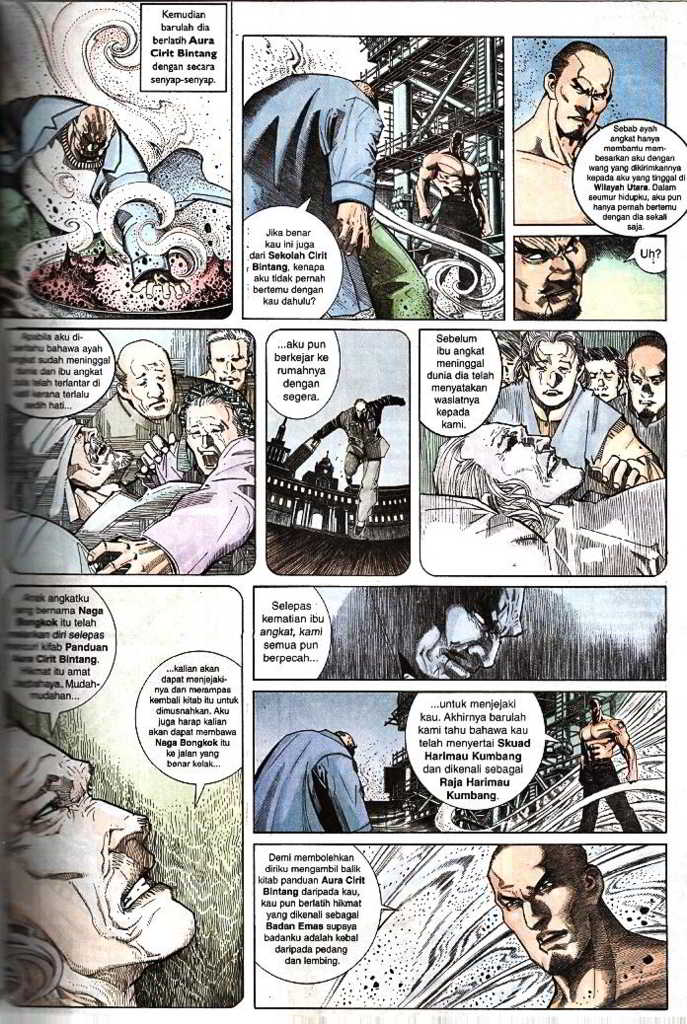 Kemudian
barulah dia
berlatih Aura
Cirit Bintang
dengan secara
senyap-senyap.
Jika benar
kau ini juga
dari Sekolah Cirit
Bintang, kenapa
aku tidak pernah
bertemu dengan
kau dahulu?
Sebab ayah
angkat hanya
membantu mem-
besarkan aku dengan
wang yang dikirimkannya
kepada aku yang tinggal di
Wilayah Utara. Dalam
seumur hidupku, aku pun
hanya pernah bertemu
dengan dia sekali
saja.
Uh?
Apabila aku di-
beritahu bahawa ayah
angkat sudah meninggal
dunia dan ibu angkat
pula telah terlantar di
katil kerana terlalu
sedih hati...
...aku pun
berkejar ke
rumahnya
dengan
segera.
Sebelum
ibu angkat
meninggal
dunia dia telah
menyatakan
wasiatnya
kepada
kami.
Anak angkatku
yang bernama Naga
Bongkok itu telah
melarikan diri selepas
mencuri kitab Panduan
Aura Cirit Bintang.
Hikmat itu amat
berbahaya. Mudah-
mudahan...
...kalian akan
dapat menjejaki-
nya dan merampas
kembali kitab itu untuk
dimusnahkan. Aku
juga harap kalian
akan dapat membawa
Naga Bongkok itu
ke jalan yang
benar kelak...
Selepas
kematian ibu
angkat, kami
semua pun
berpecah...
...untuk menjejaki
kau. Akhirnya barulah
kami tahu bahawa kau
telah menyertai Skuad
Harimau Kumbang
dan dikenali sebagai
Raja Harimau
Kumbang.
Demi membolehkan
diriku mengambil balik
kitab panduan Aura Cirit
Bintang daripada kau,
kau pun berlatih hikmat
yang dikenali sebagai
Badan Emas supaya
badanku adalah kebal
daripada pedang
dan lembing.